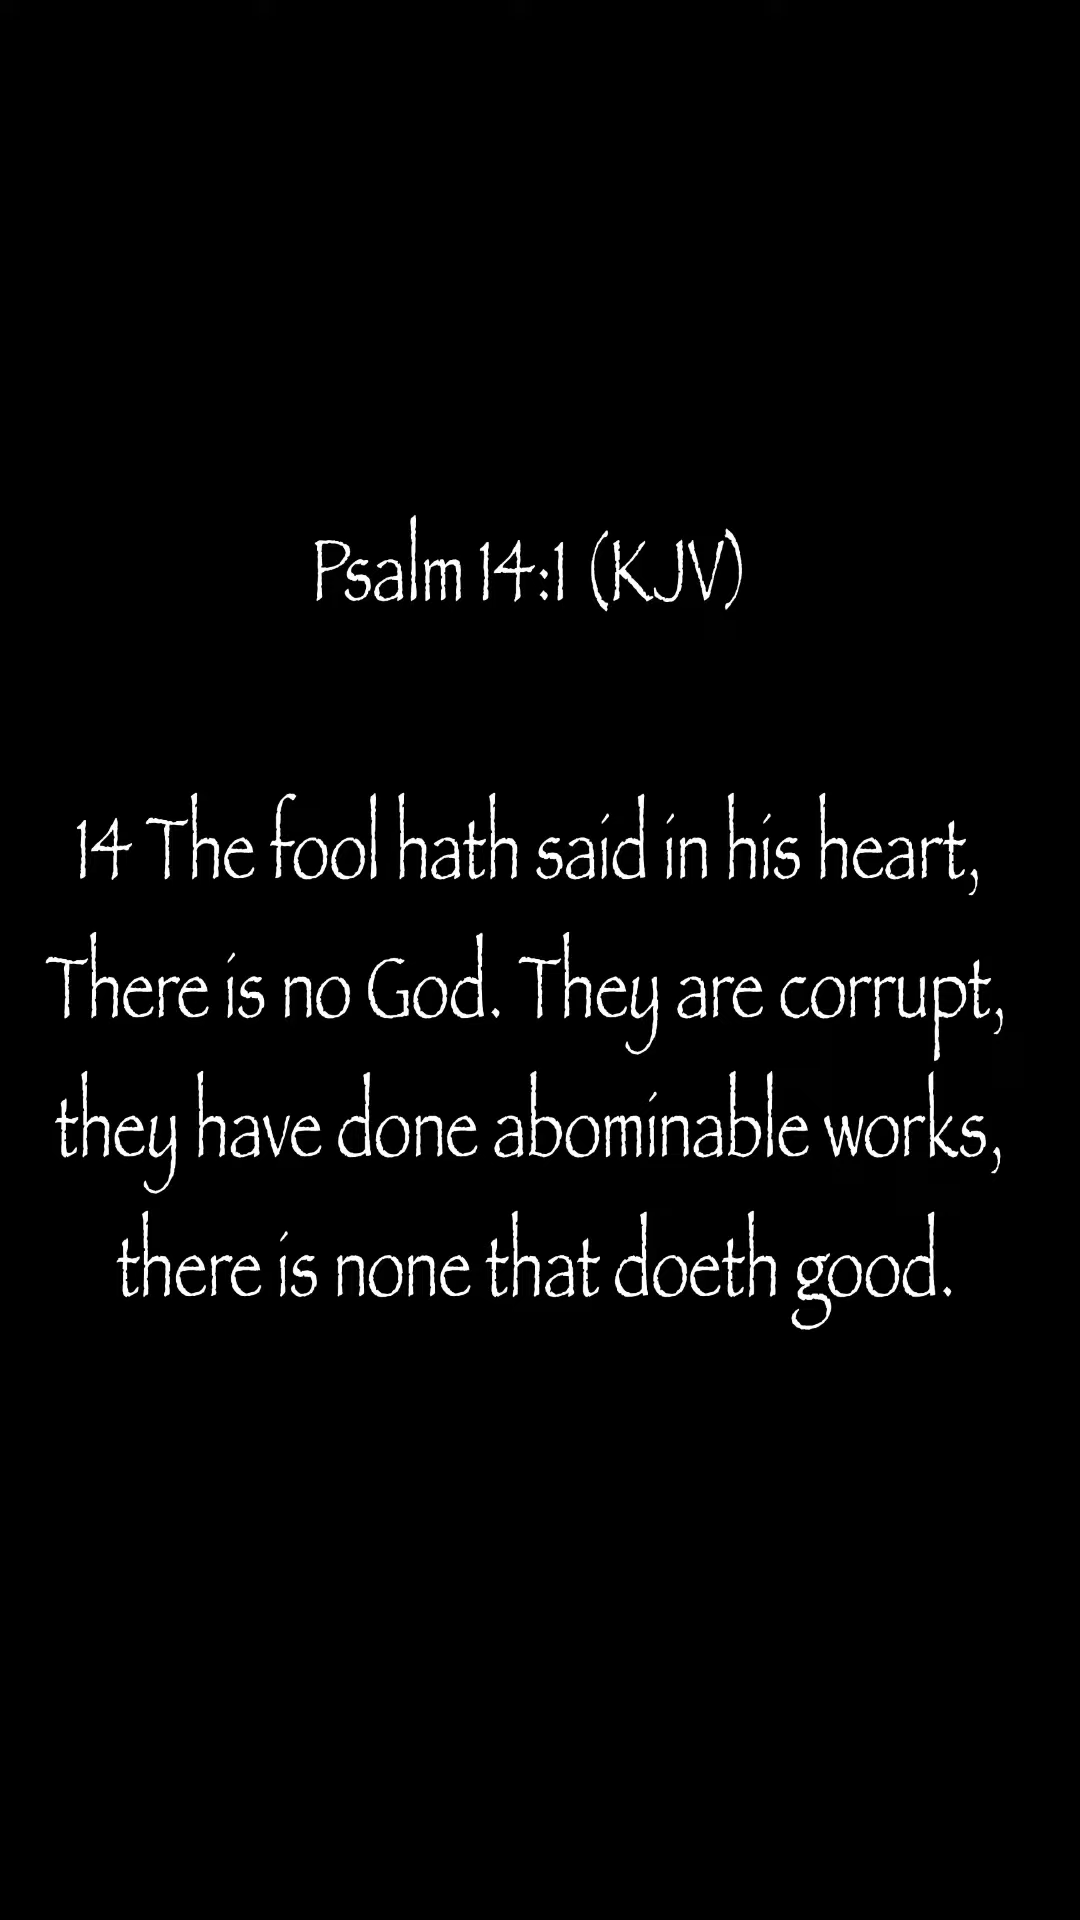 Psalm 14:1 (KJV)
14 The fool hath said in his heart,
There is no God. They are corrupt,
they have done abominable works,
there is none that doeth good.